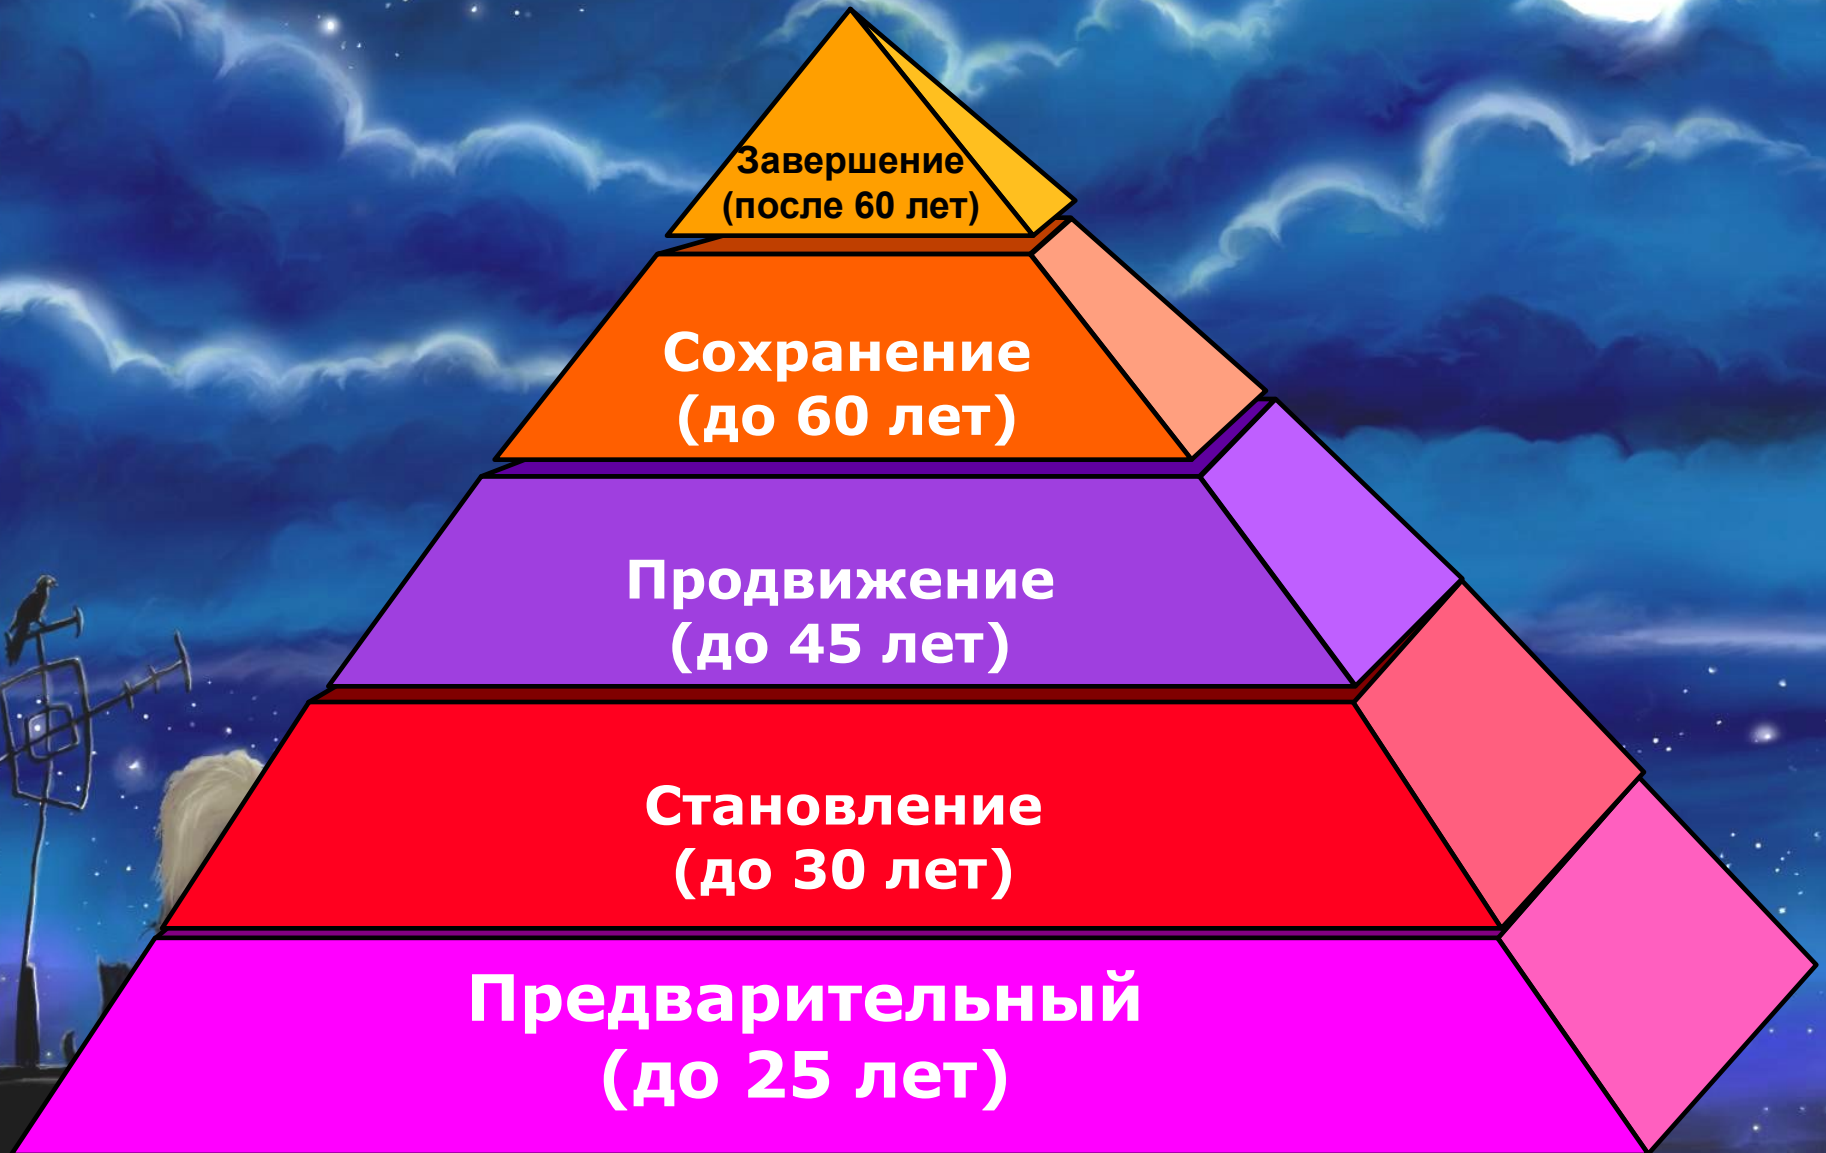 Завершение
(после 60 лет)
Сохранение
(до 60 лет)
Продвижение
(до 45 лет)
Становление
(до 30 лет)
Предварительный
(до 25 лет)